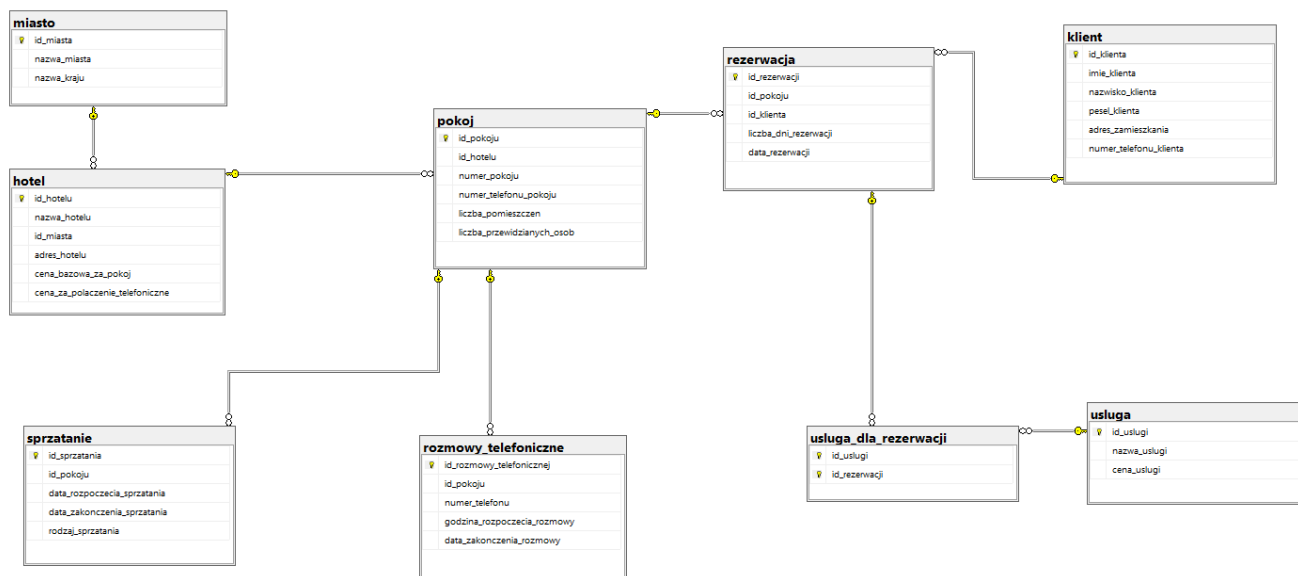 miasto
id_miasta
nazwa_miasta
nazwa_kraju
hotel
id_hotelu
nazwa_hotelu
id_miasta
adres_hotelu
cena_bazowa_za_pokoj
cena_za_polaczenie_telefoniczne
pokoj
id_pokoju
id_hotelu
numer_pokoju
numer_telefonu_pokoju
liczba_pomieszczen
liczba_przewidzianych_osob
rezerwacja
id_rezerwacji
id_pokoju
id_klienta
liczba_dni_rezerwacji
data_rezerwacji
klient
id_klienta
imie_klienta
nazwisko_klienta
pesel_klienta
adres_zamieszkania
numer_telefonu_klienta
sprzatanie
id_sprzatania
id_pokoju
data_rozpoczecia_sprzatania
data_zakonczenia_sprzatania
rodzaj_sprzatania
rozmowy_telefoniczne
id_rozmowy_telefonicznej
id_pokoju
numer_telefonu
godzina_rozpoczecia_rozmowy
data_zakonczenia_rozmowy
usluga_dla_rezerwacji
id_uslugi
id_rezerwacji
usluga
id_uslugi
nazwa_uslugi
cena_uslugi